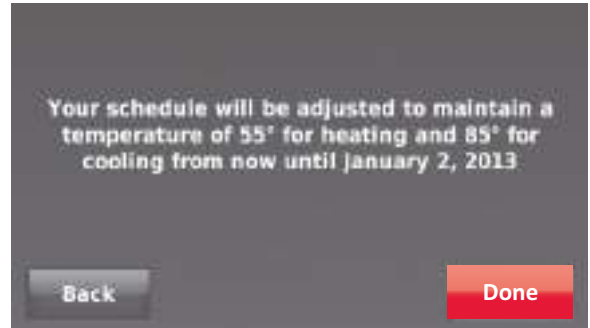 Your schedule will be adjusted to maintain a
temperature of 55° for heating and 85° for
cooling from now until January 2, 2013
Back
Done